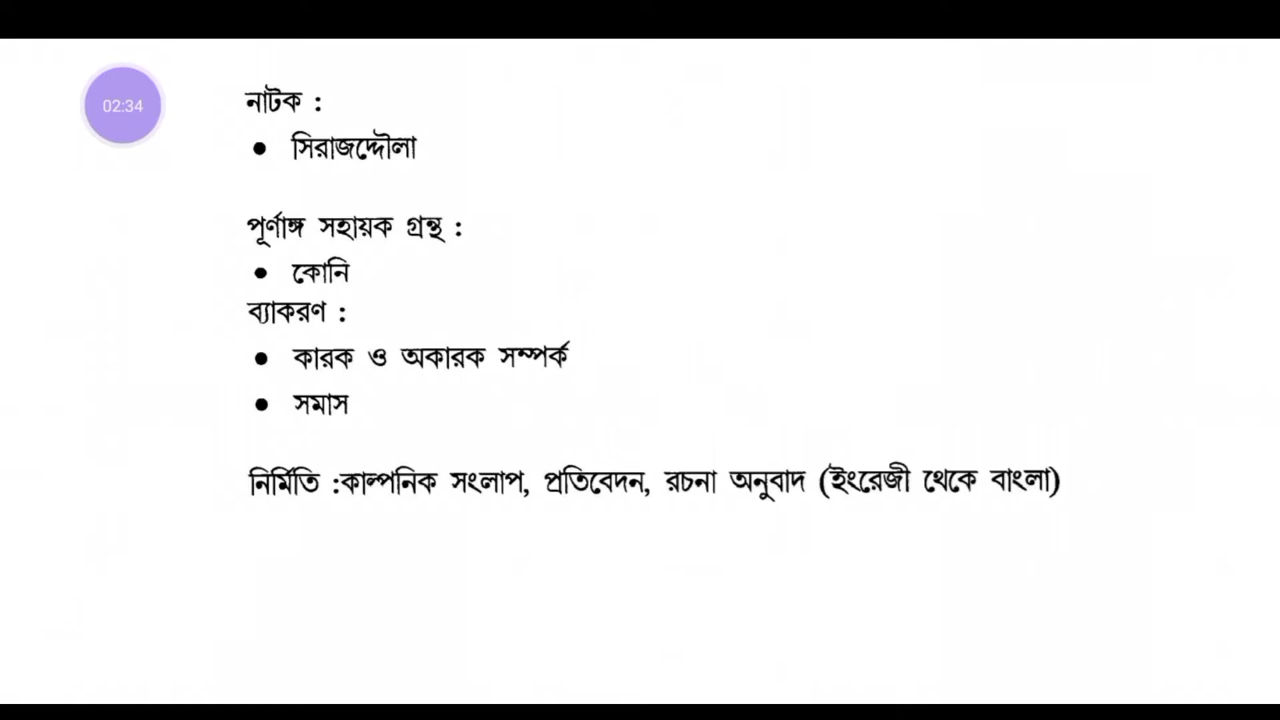 02:34
নাটক :
• সিরাজদ্দৌলা
পূর্ণাঙ্গ সহায়ক গ্রন্থ :
• কোনি
ব্যাকরণ :
• কারক ও অকারক সম্পর্ক
• সমাস
নির্মিতি :কাল্পনিক সংলাপ, প্রতিবেদন, রচনা অনুবাদ (ইংরেজী থেকে বাংলা)